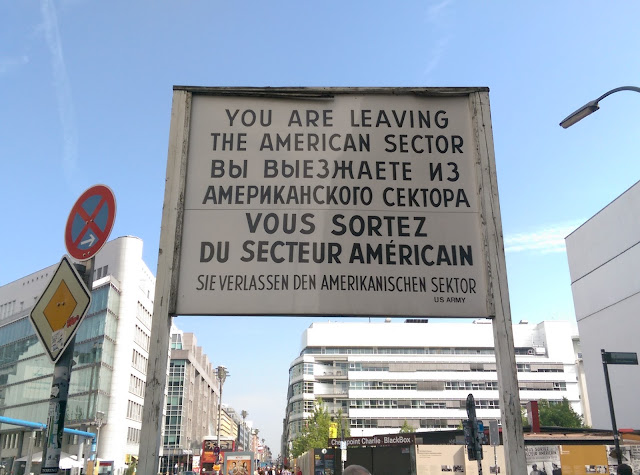 YOU ARE LEAVING
THE AMERICAN SECTOR
ВЫ ВЫЕЗЖАЕТЕ ИЗ
АМЕРИКАНСКОГО СЕКТОРА
VOUS SORTEZ
DU SECTEUR AMÉRICAIN
SIE VERLASSEN DEN AMERIKANISCHEN SEKTOR
US ARMY
Checkpoint Charlie BlackBox